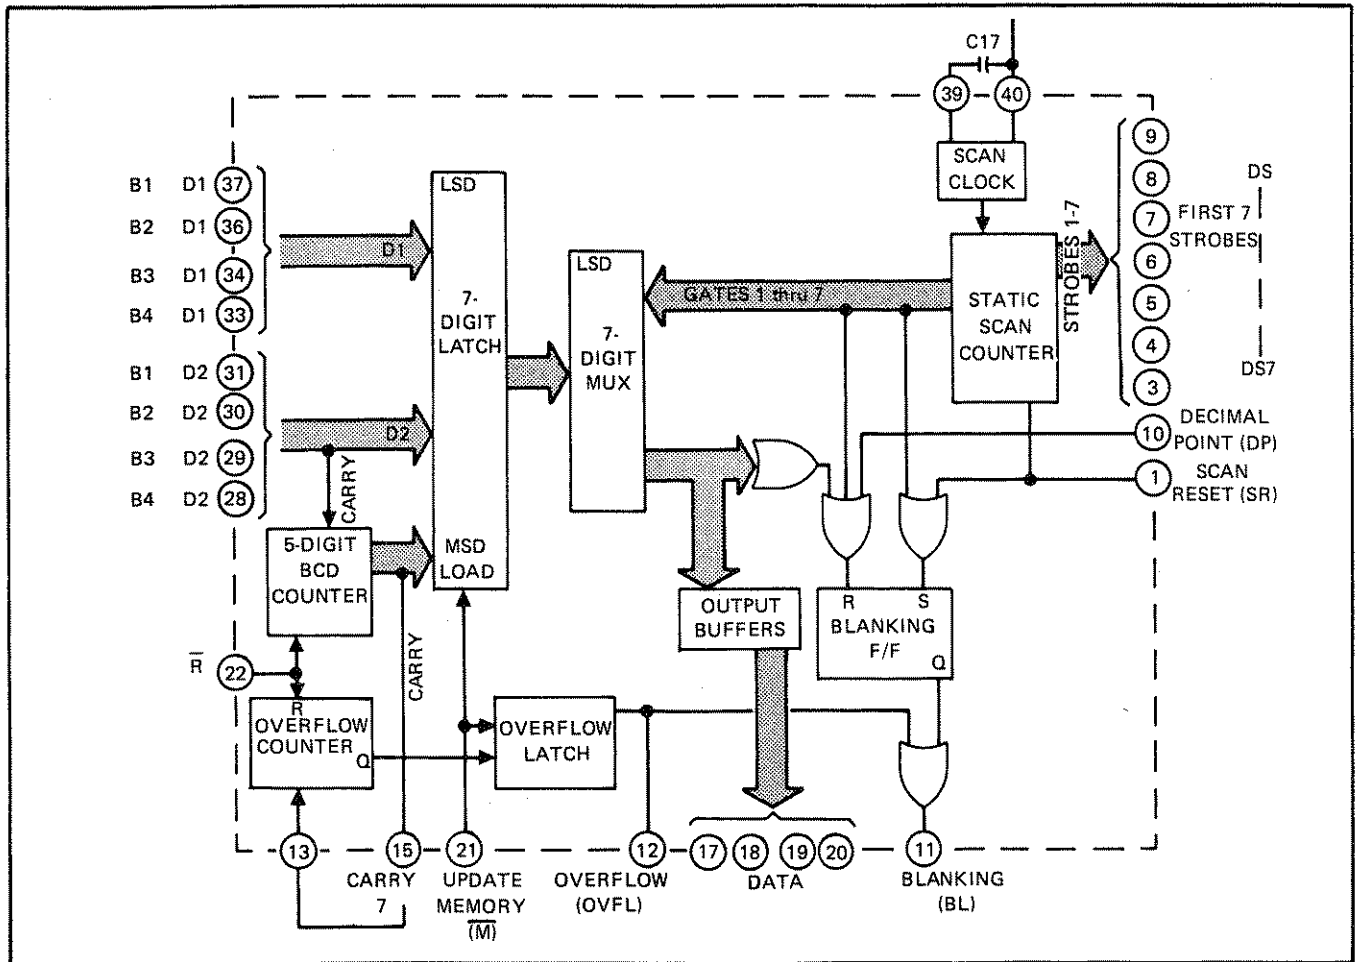 C17
39 40
9
B1 D1 37
LSD
SCAN
CLOCK
8
DS
B2 D1 36
7
FIRST 7
STROBES
D1
STROBES 1-7
6
B3 D1 34
LSD
GATES 1 thru 7
5
B4 D1 33
7-
DIGIT
LATCH
7-
DIGIT
MUX
STATIC
SCAN
COUNTER
4
B1 D2 31
DS7
3
B2 D2 30
D2
10
DECIMAL
POINT (DP)
B3 D2 29
CARRY
1
SCAN
RESET (SR)
B4 D2 28
5-DIGIT
BCD
COUNTER
MSD
LOAD
OUTPUT
BUFFERS
R S
BLANKING
F/F
Q
R 22
CARRY
R
OVERFLOW
COUNTER
Q
OVERFLOW
LATCH
13 15 21 12 17 18 19 20 11
CARRY
7
UPDATE
MEMORY
(M)
OVERFLOW
(OVFL)
DATA
BLANKING
(BL)